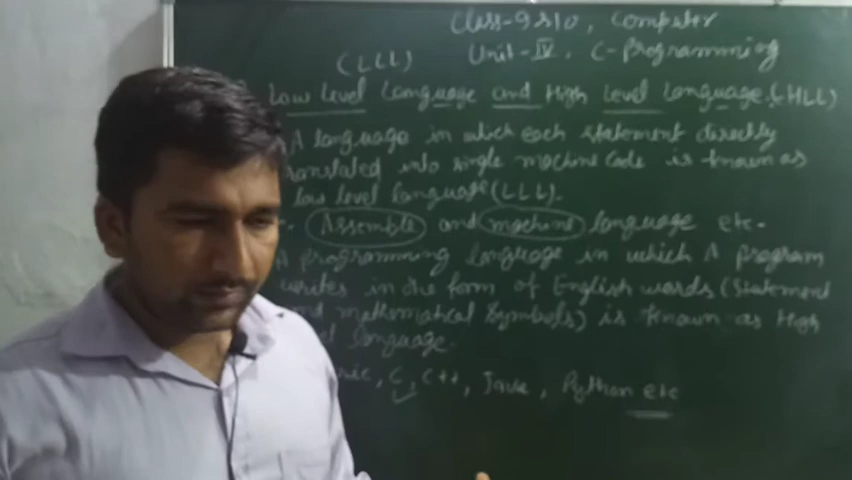 Class-9 & 10, Computer
Unit-IV, C-Programming
(LLL)
Low Level Language and High Level Language.(HLL)
A language in which each statement directly
translated into single machine code is known as
low level language (LLL).
Assemble and machine language etc.
A programming language in which A program
writes in the form of English words (Statement
and mathematical Symbols) is known as High
language.
C, C++, Java, Python etc